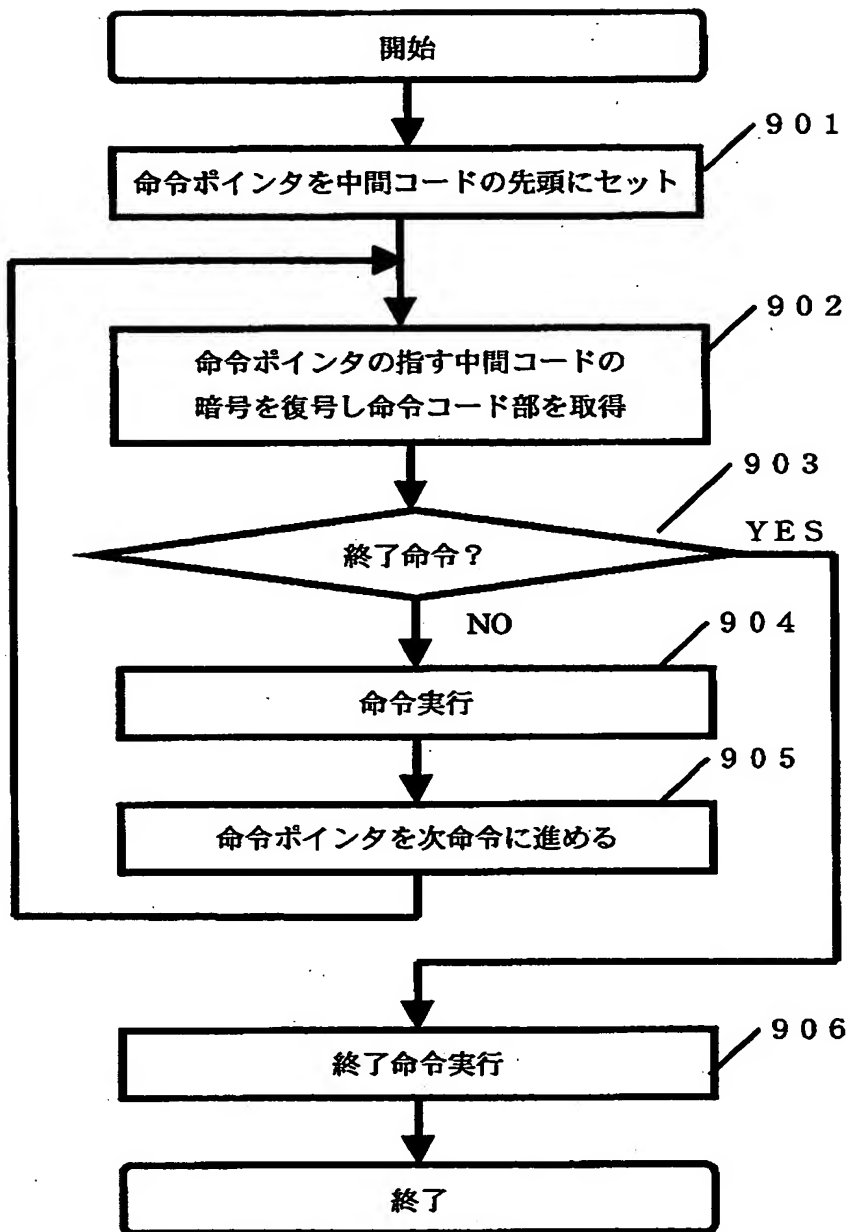 開始
901
命令ポインタを中間コードの先頭にセット
902
命令ポインタの指す中間コードの
暗号を復号し命令コード部を取得
903
終了命令？
YES
NO
904
命令実行
905
命令ポインタを次命令に進める
906
終了命令実行
終了